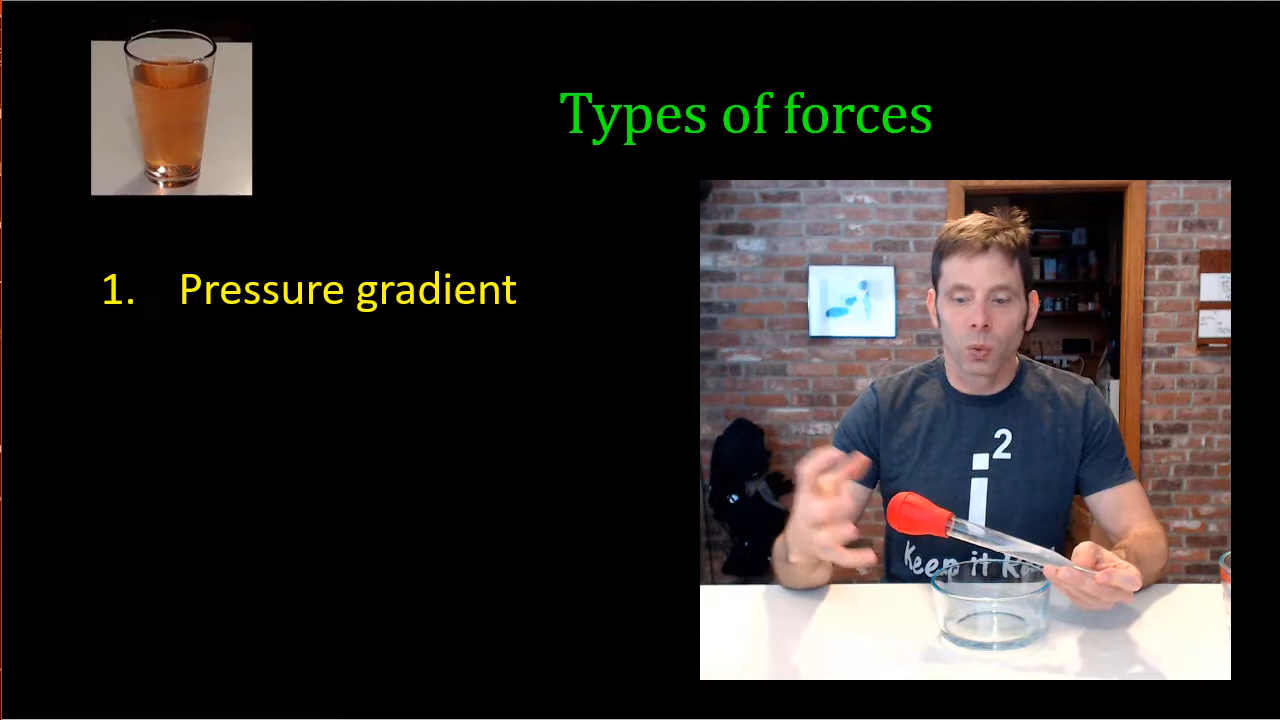 Types of forces
1. Pressure gradient
i²
Keep it